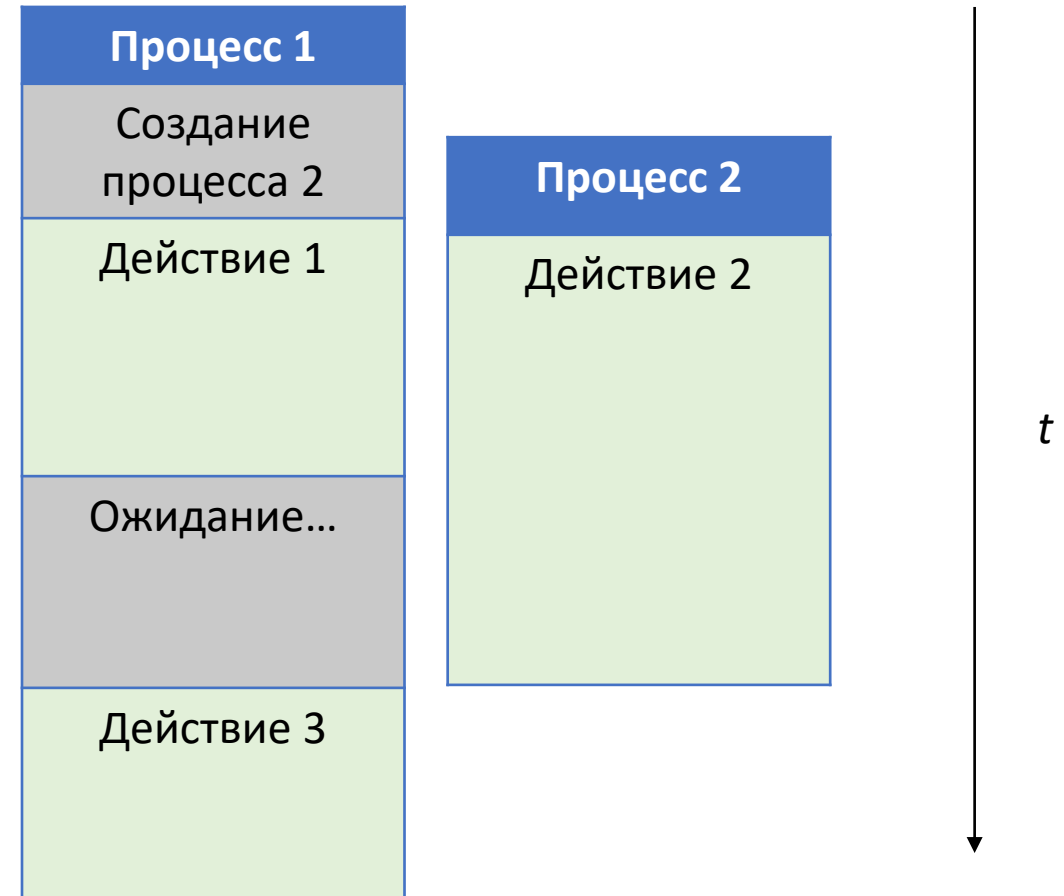 Процесс 1
Создание
процесса 2
Действие 1
Ожидание…
Действие 3
Процесс 2
Действие 2
t